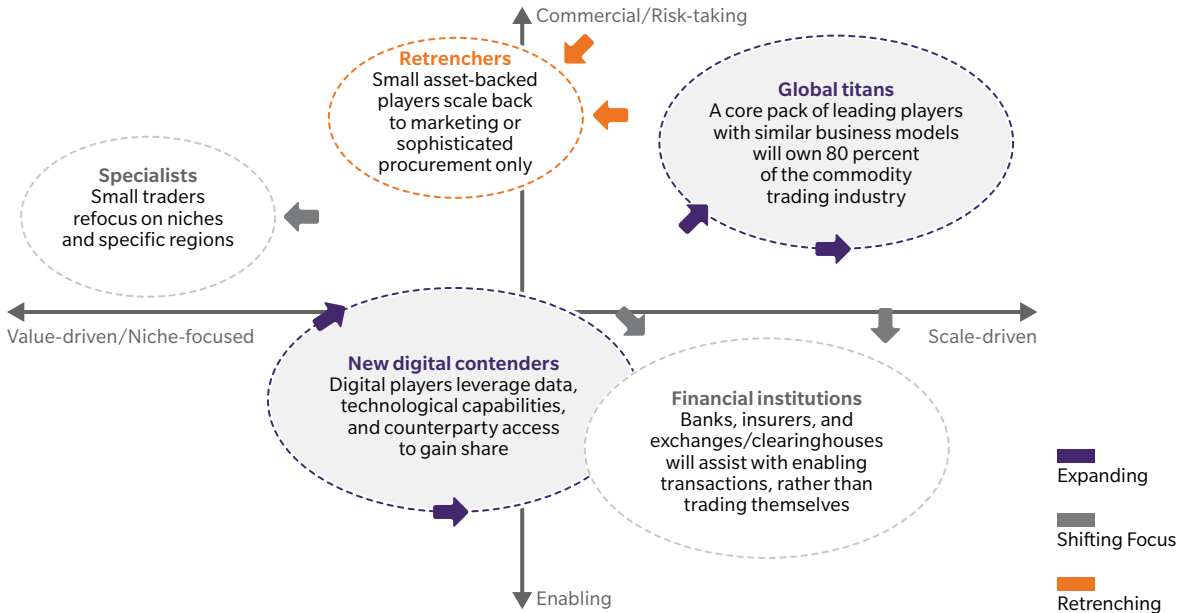 Commercial/Risk-taking
Retrenchers
Small asset-backed
players scale back
to marketing or
sophisticated
procurement only
Global titans
A core pack of leading players
with similar business models
will own 80 percent
of the commodity
trading industry
Specialists
Small traders
refocus on niches
and specific regions
Value-driven/Niche-focused
Scale-driven
New digital contenders
Digital players leverage data,
technological capabilities,
and counterparty access
to gain share
Financial institutions
Banks, insurers, and
exchanges/clearinghouses
will assist with enabling
transactions, rather than
trading themselves
Enabling
Expanding
Shifting Focus
Retrenching